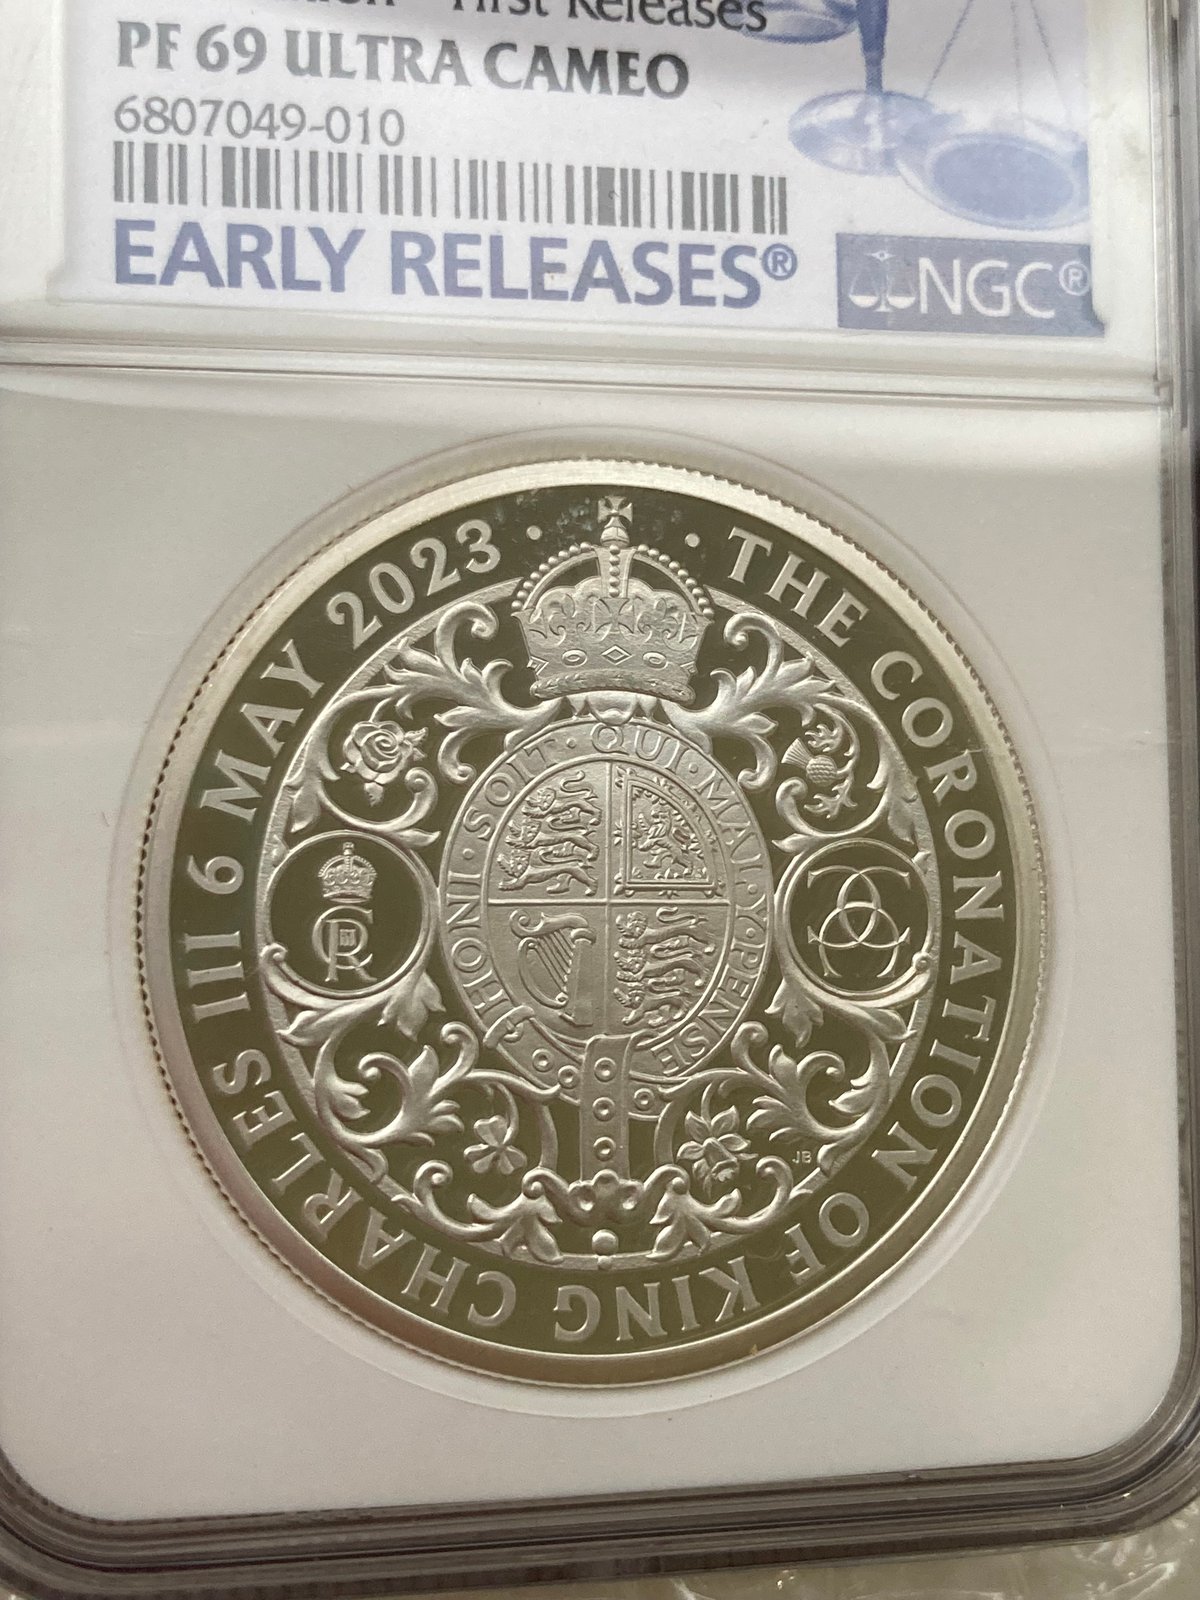 First Releases
PF 69 ULTRA CAMEO
6807049-010
EARLY RELEASES®
NGC®
· THE CORONATION OF KING CHARLES III 6 MAY 2023 ·
HONI · SOIT · QUI · MAL · Y · PENSE
CR
III
JB